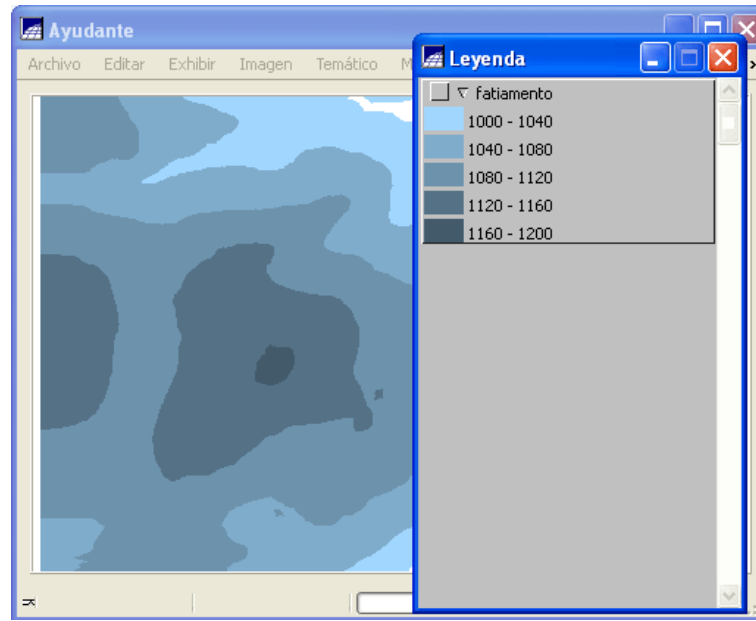 Ayudante
Archivo Editar Exhibir Imagen Temático M
Leyenda
fatiamento
1000 - 1040
1040 - 1080
1080 - 1120
1120 - 1160
1160 - 1200